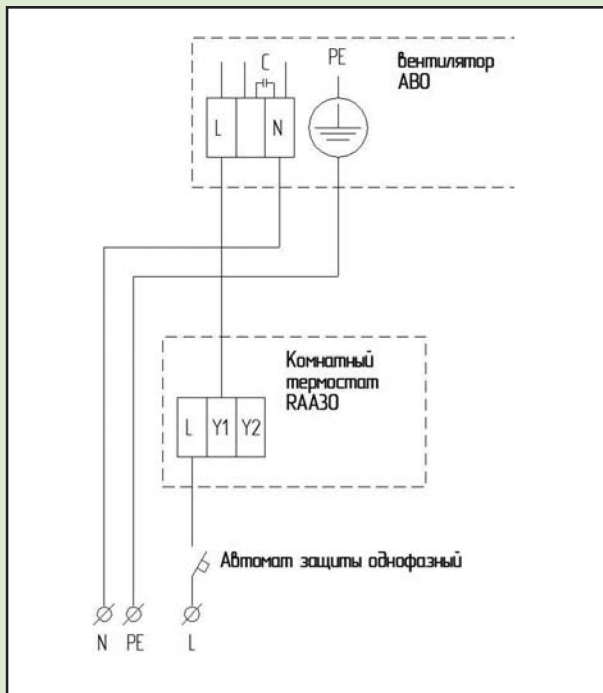 C
PE
вентилятор
АВО
L
N
Комнатный
термостат
RAA30
L Y1 Y2
Автомат защиты однофазный
N PE L